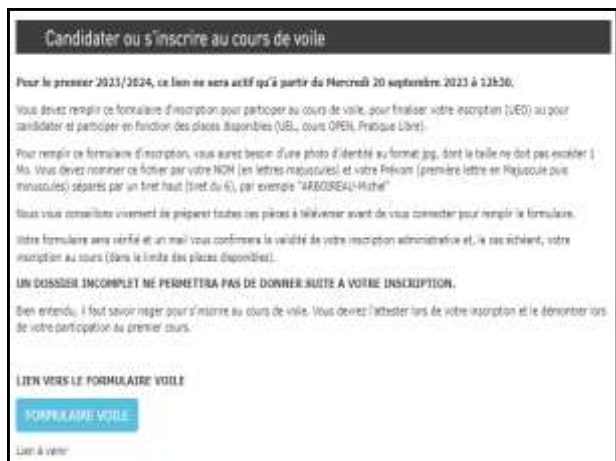 Candidater ou s'inscrire au cours de voile
Pour le premier 2023/2024, ce lien ne sera actif qu'à partir du Mercredi 20 septembre 2023 à 12h30.
Vous devez remplir ce formulaire d'inscription pour participer au cours de voile, pour finaliser votre inscription (UEO) ou pour
candidater et participer en fonction des places disponibles (UEL, cours OPEN, Pratique Libre).
Pour remplir ce formulaire d'inscription, vous aurez besoin d'une photo d'identité au format jpg, dont la taille ne doit pas excéder 1
Mo. Vous devez nommer ce fichier par votre NOM (en lettres majuscules) et votre Prénom (première lettre en Majuscule puis
minuscules) séparés par un tiret haut (tiret du 6), par exemple "ARBOUREAU-Michel"
Nous vous conseillons vivement de préparer toutes ces pièces à téléverser avant de vous connecter pour remplir le formulaire.
Votre formulaire sera vérifié et un mail vous confirmera la validité de votre inscription administrative et, le cas échéant, votre
inscription au cours (dans la limite des places disponibles).
UN DOSSIER INCOMPLET NE PERMETTRA PAS DE DONNER SUITE A VOTRE INSCRIPTION.
Bien entendu, il faut savoir nager pour s'inscrire au cours de voile. Vous devrez l'attester lors de votre inscription et le démontrer lors
de votre participation au premier cours.
LIEN VERS LE FORMULAIRE VOILE
FORMULAIRE VOILE
Lien à venir